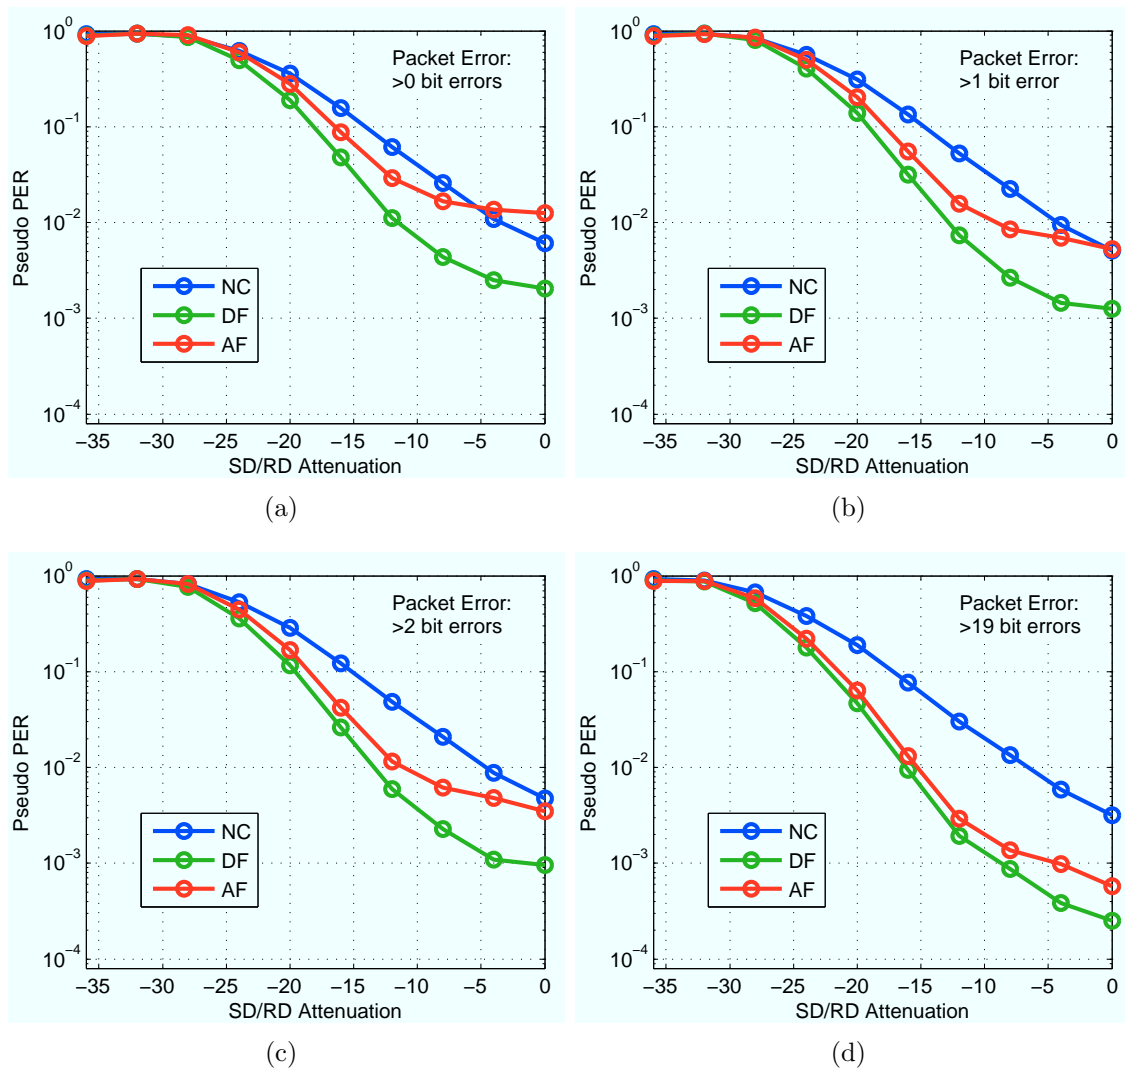 10^0
10^−1
10^−2
10^−3
10^−4
Pseudo PER
Packet Error:
>0 bit errors
NC
DF
AF
−35 −30 −25 −20 −15 −10 −5 0
SD/RD Attenuation
(a)
10^0
10^−1
10^−2
10^−3
10^−4
Pseudo PER
Packet Error:
>1 bit error
NC
DF
AF
−35 −30 −25 −20 −15 −10 −5 0
SD/RD Attenuation
(b)
10^0
10^−1
10^−2
10^−3
10^−4
Pseudo PER
Packet Error:
>2 bit errors
NC
DF
AF
−35 −30 −25 −20 −15 −10 −5 0
SD/RD Attenuation
(c)
10^0
10^−1
10^−2
10^−3
10^−4
Pseudo PER
Packet Error:
>19 bit errors
NC
DF
AF
−35 −30 −25 −20 −15 −10 −5 0
SD/RD Attenuation
(d)